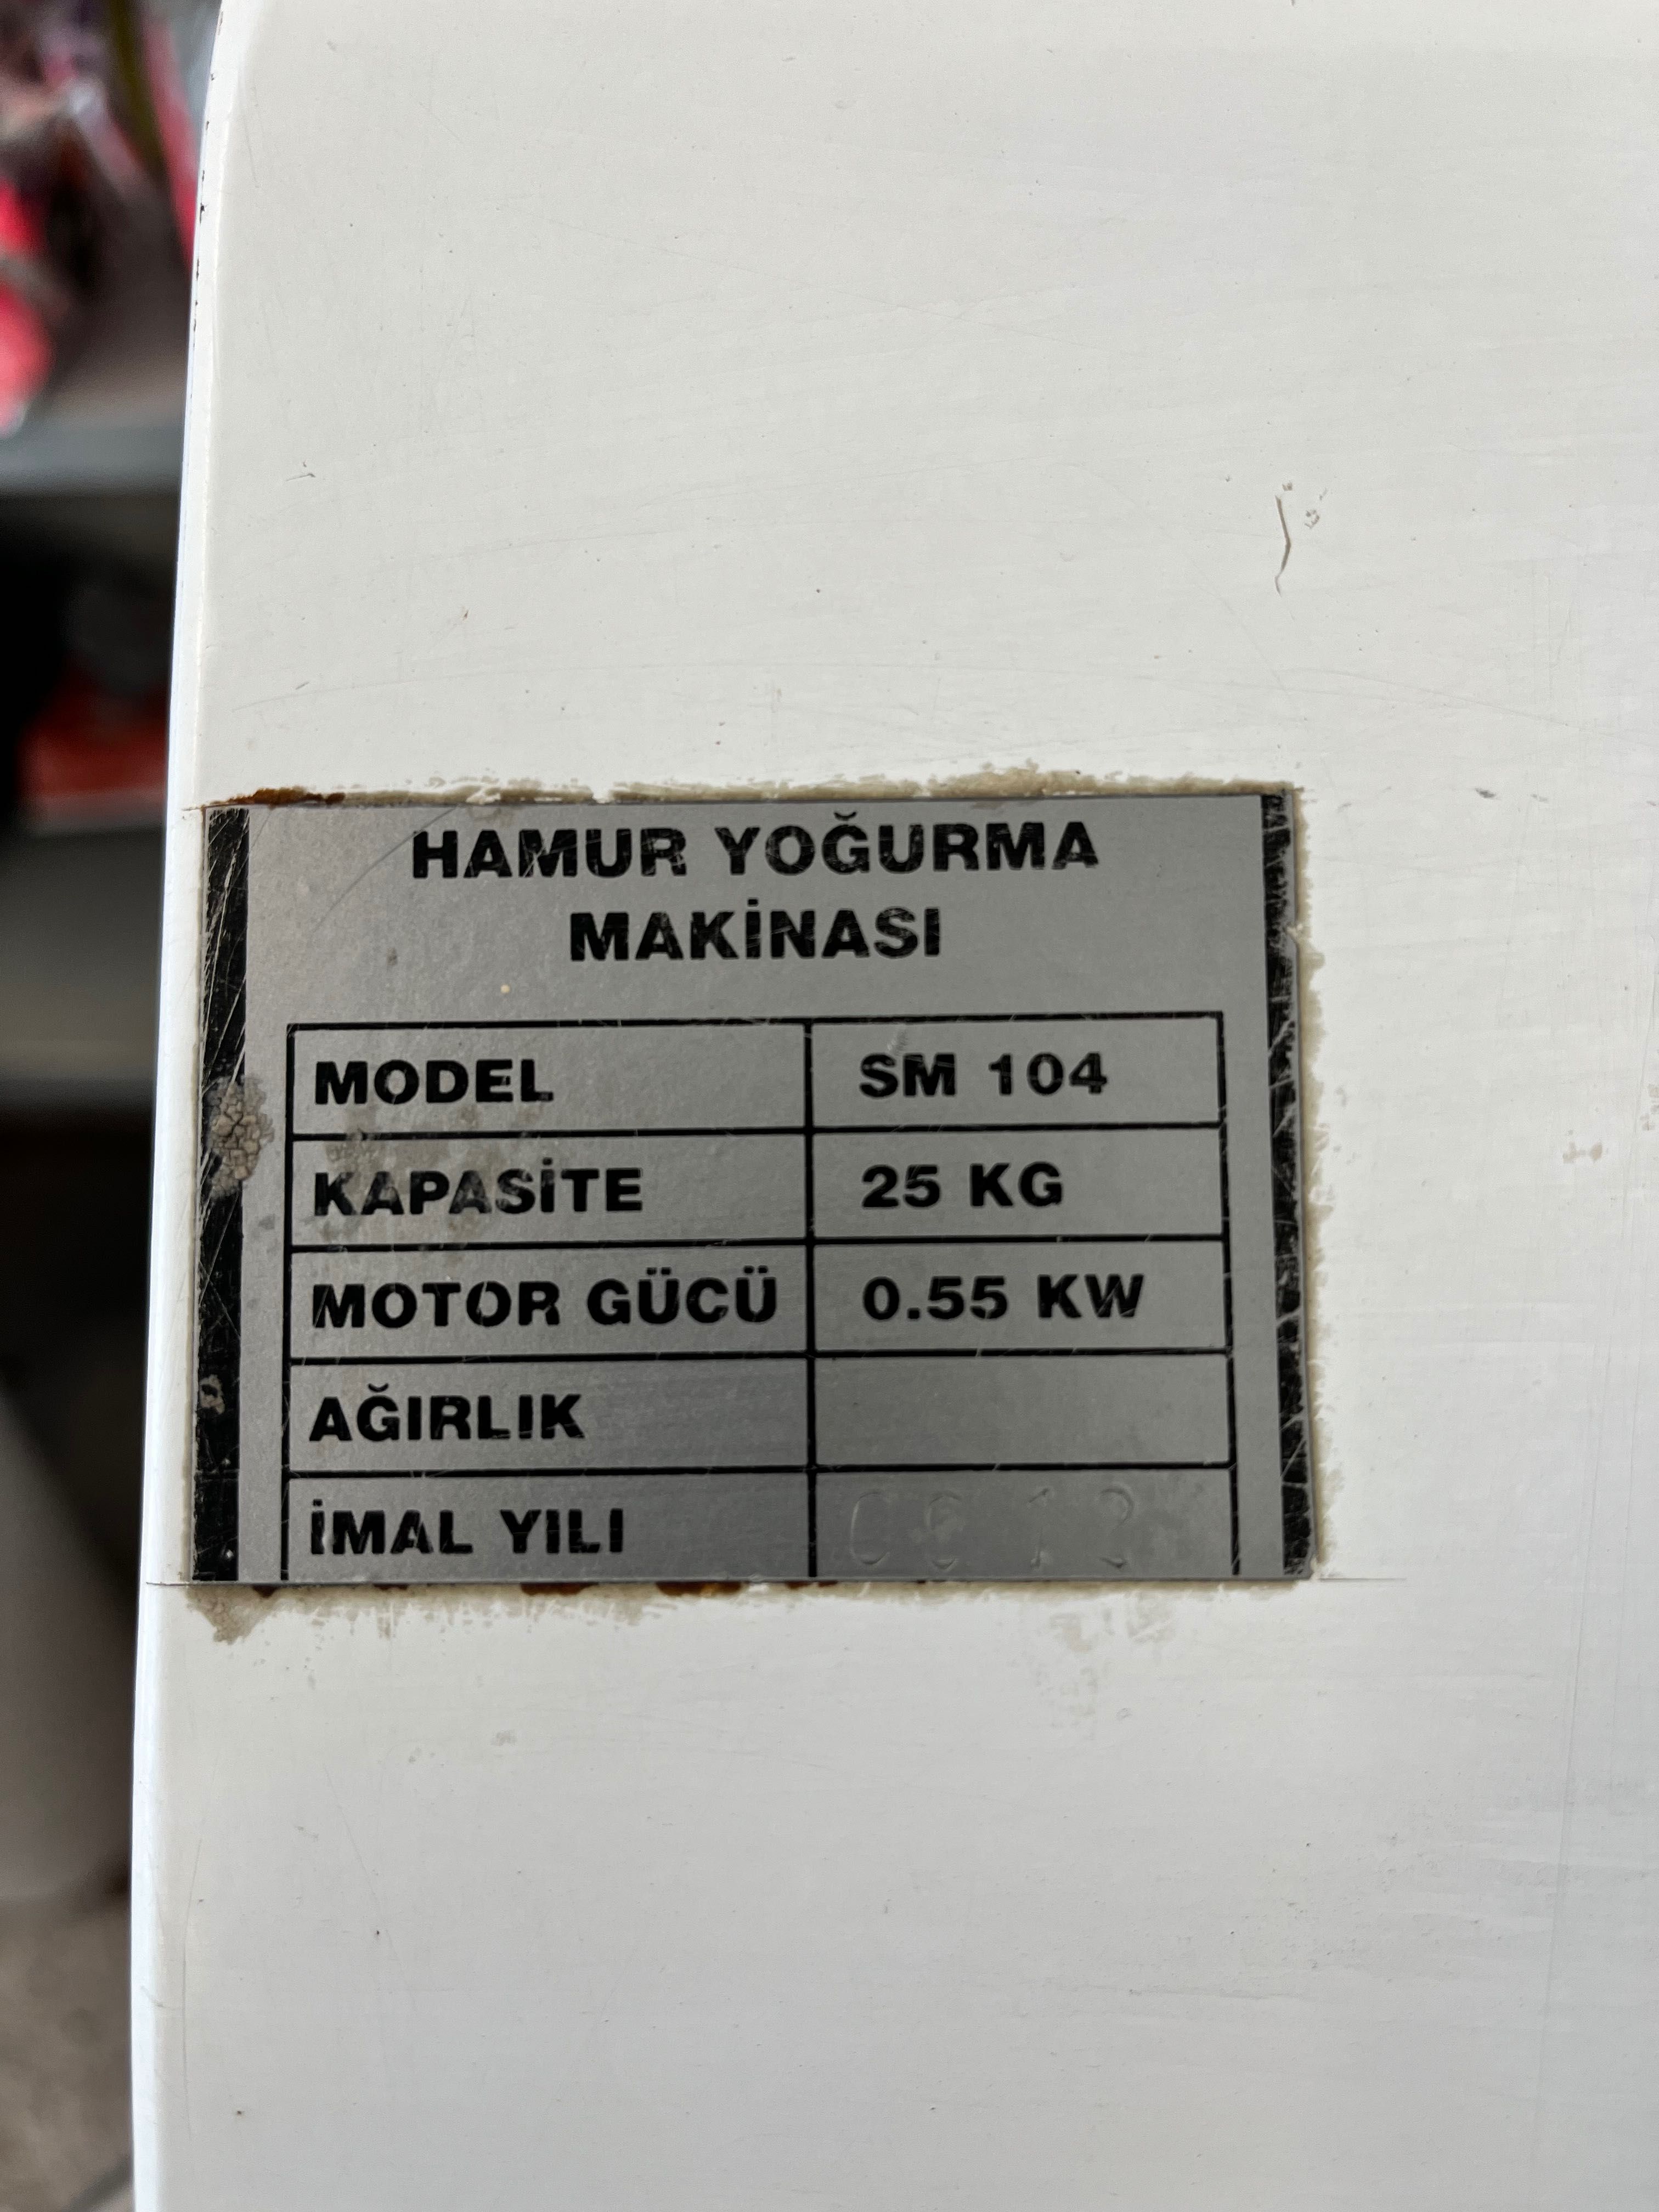 HAMUR YOĞURMA
MAKİNASI
MODEL SM 104
KAPASİTE 25 KG
MOTOR GÜCÜ 0.55 KW
AĞIRLIK
İMAL YILI